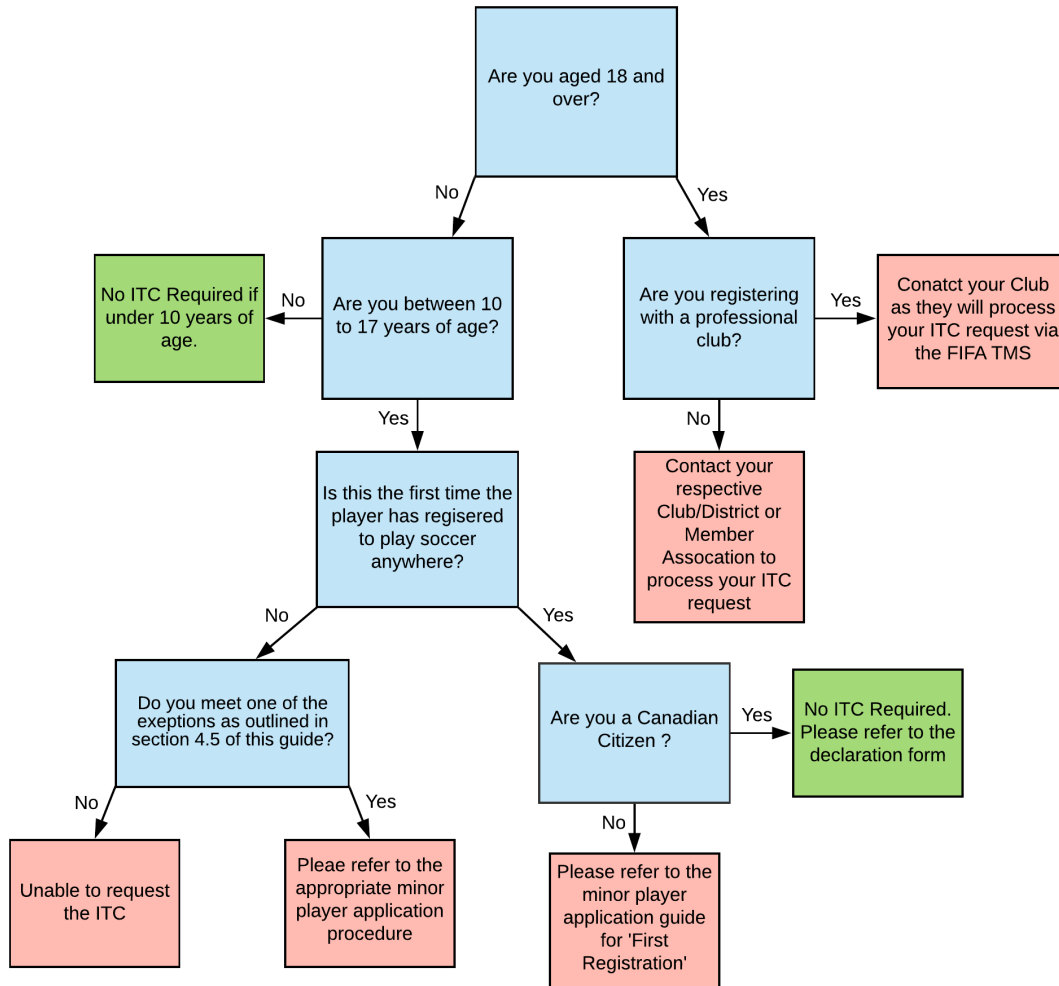 Are you aged 18 and
over?
No
Yes
No ITC Required if
under 10 years of
age.
No
Are you between 10
to 17 years of age?
Are you registering
with a professional
club?
Yes
Conatct your Club
as they will process
your ITC request via
the FIFA TMS
Yes
No
Is this the first time the
player has regisered
to play soccer
anywhere?
Contact your
respective
Club/District or
Member
Assocation to
process your ITC
request
No
Yes
Do you meet one of the
exeptions as outlined in
section 4.5 of this guide?
Are you a Canadian
Citizen ?
Yes
No ITC Required.
Please refer to the
declaration form
No
Yes
No
Unable to request
the ITC
Pleae refer to the
appropriate minor
player application
procedure
Please refer to the
minor player
application guide
for 'First
Registration'